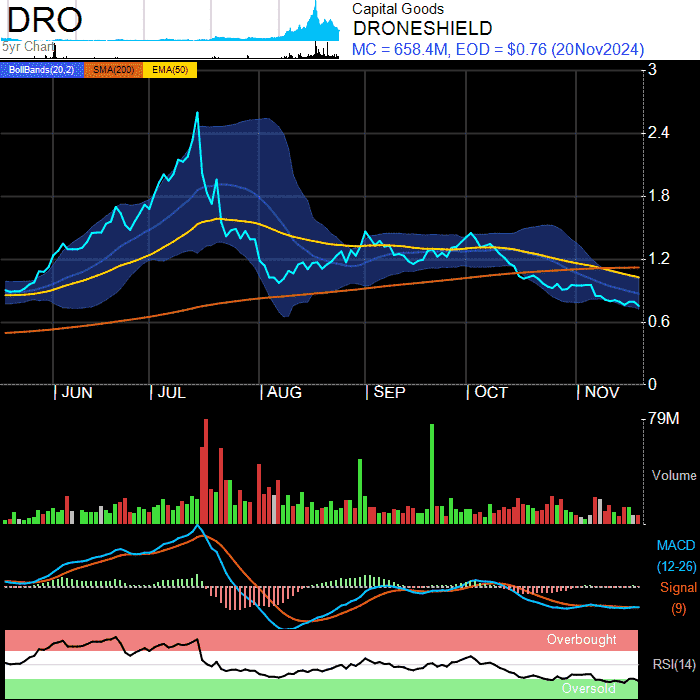 DRO
5yr Chart
Capital Goods
DRONESHIELD
MC = 658.4M, EOD = $0.76 (20Nov2024)
BollBands(20,2) SMA(200) EMA(50)
3
2.4
1.8
1.2
0.6
0
JUN JUL AUG SEP OCT NOV
79M
Volume
MACD
(12-26)
Signal
(9)
Overbought
RSI(14)
Oversold